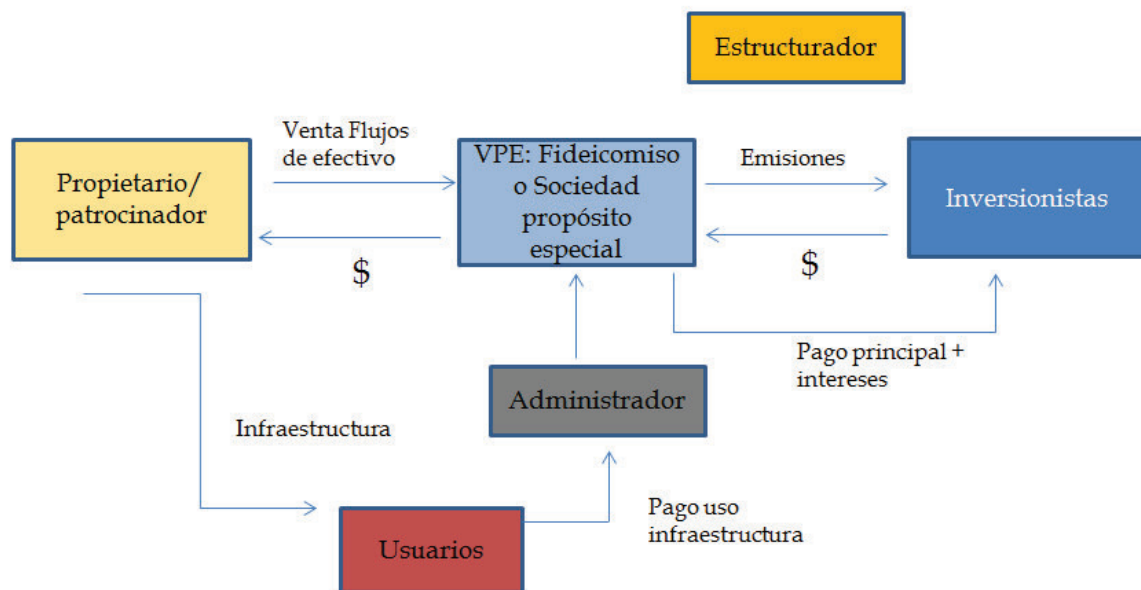 Estructurador
Venta Flujos
de efectivo
Propietario/
patrocinador
VPE: Fideicomiso
o Sociedad
propósito
especial
Emisiones
Inversionistas
$
$
Pago principal +
intereses
Administrador
Infraestructura
Pago uso
infraestructura
Usuarios